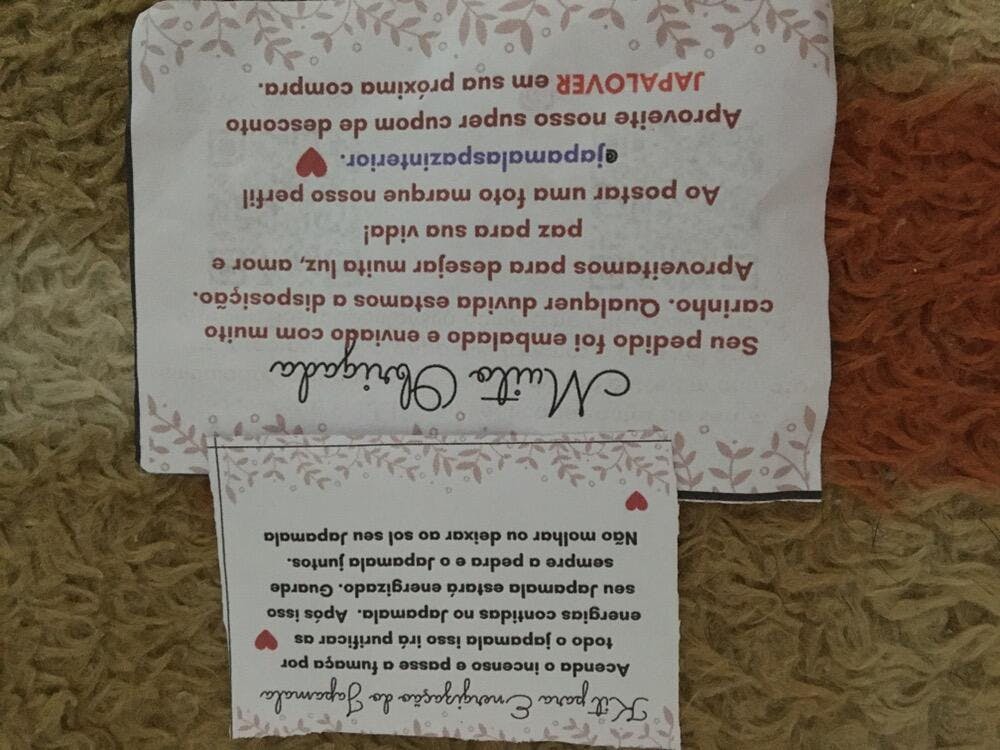 Kit para Energização do Japamala
Acenda o incenso e passe a fumaça por
todo o japamala isso irá purificar as
energias contidas no Japamala. Após isso
seu Japamala estará energizado. Guarde
sempre a pedra e o Japamala juntos.
Não molhar ou deixar ao sol seu Japamala
Muito Obrigada
Seu pedido foi embalado e enviado com muito
carinho. Qualquer duvida estamos a disposição.
Aproveitamos para desejar muita luz, amor e
paz para sua vida!
Ao postar uma foto marque nosso perfil
@japamalaspazinterior.
Aproveite nosso super cupom de desconto
JAPALOVER em sua próxima compra.